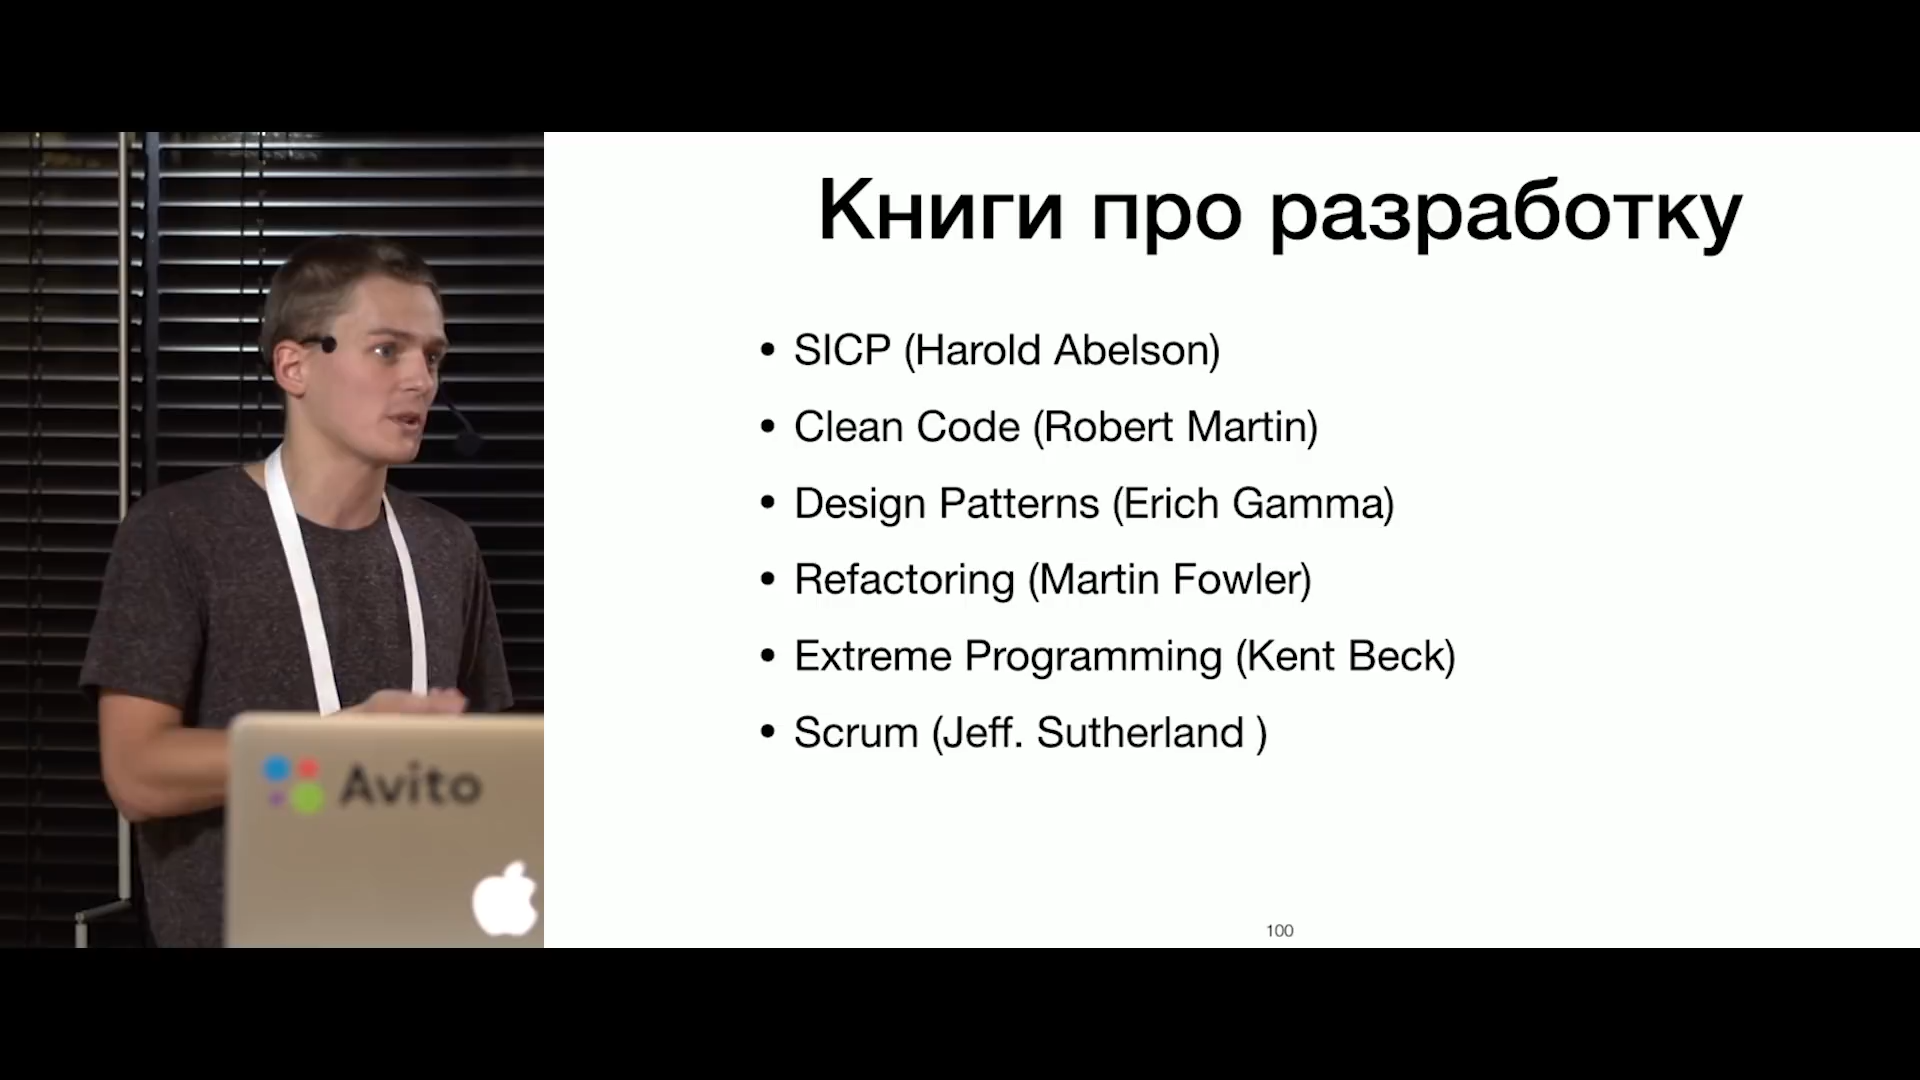 Книги про разработку
• SICP (Harold Abelson)
• Clean Code (Robert Martin)
• Design Patterns (Erich Gamma)
• Refactoring (Martin Fowler)
• Extreme Programming (Kent Beck)
• Scrum (Jeff. Sutherland )
100
Avito